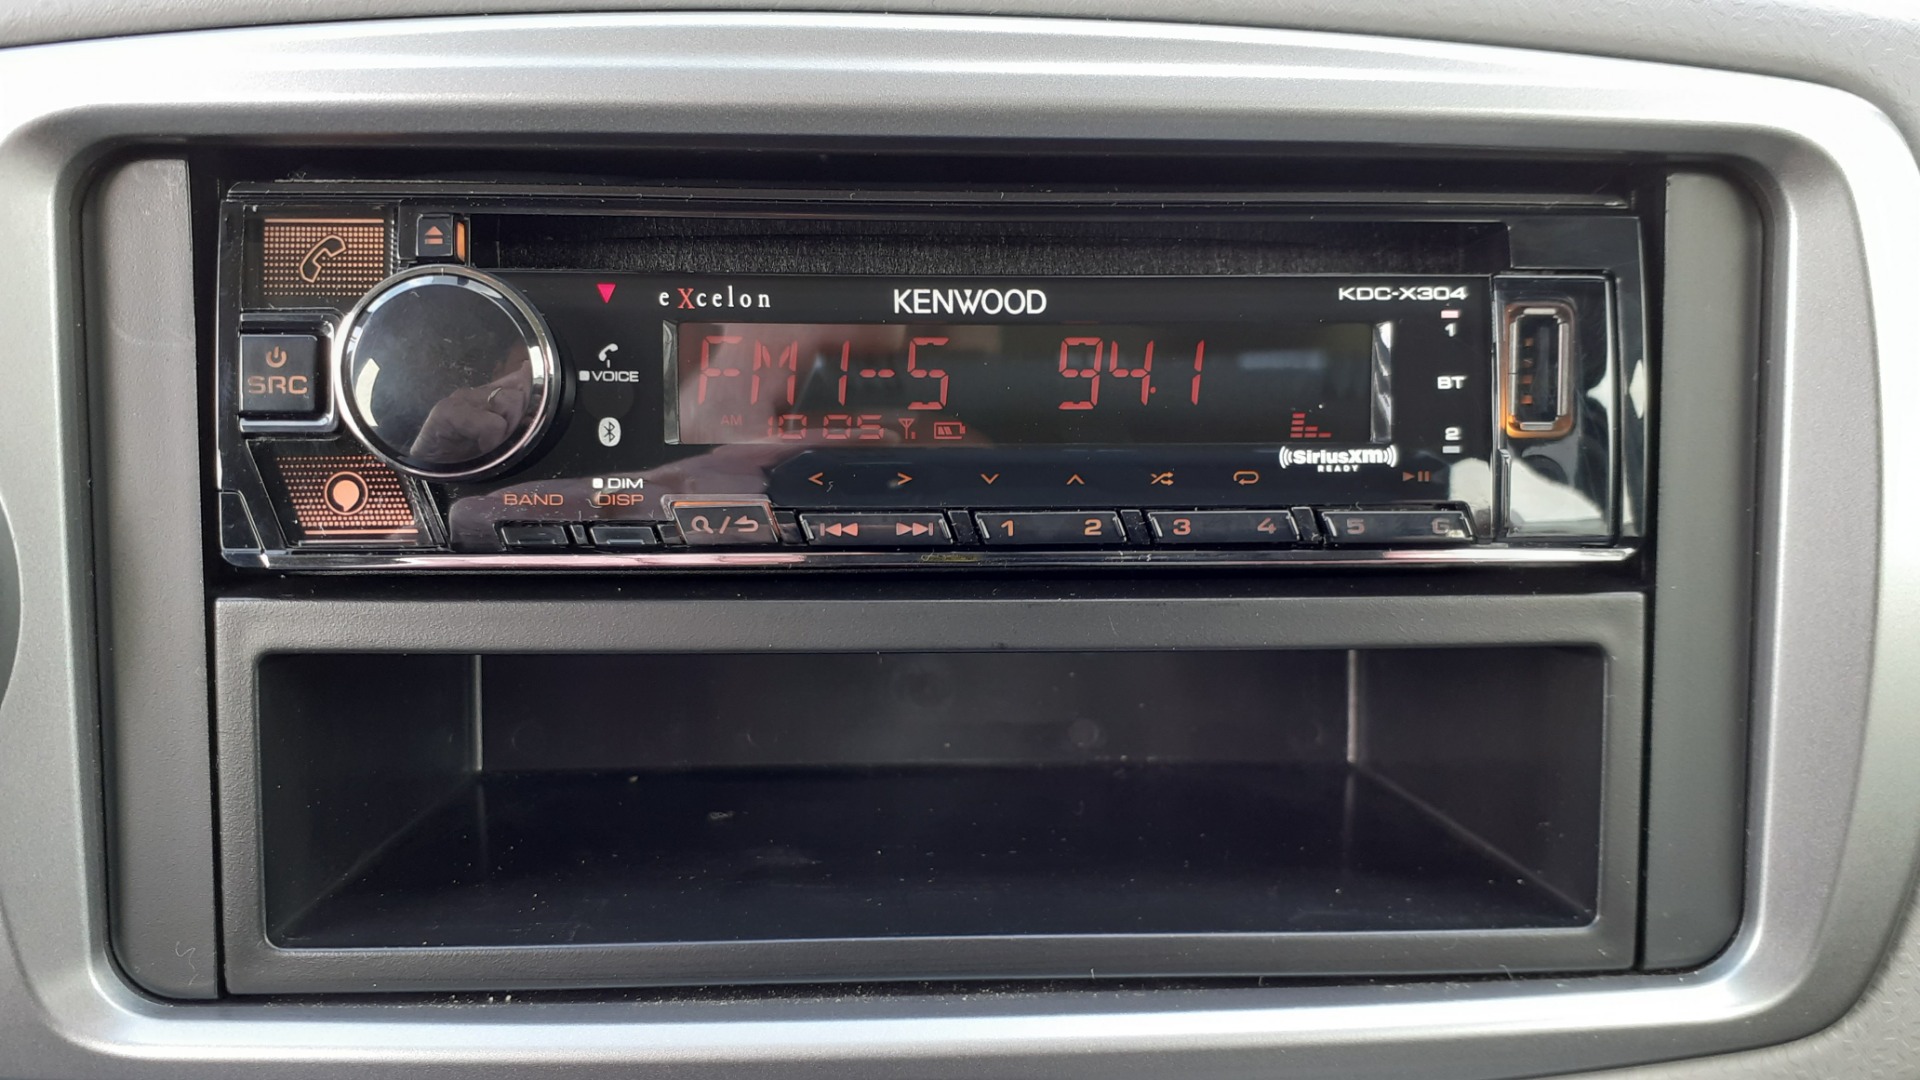 eXcelon KENWOOD KDC-X304
1
SRC
VOICE
FM1-5 94.1
BT
AM 10:05
2
SiriusXM
READY
DIM
BAND DISP
/
1 2 3 4 5 6